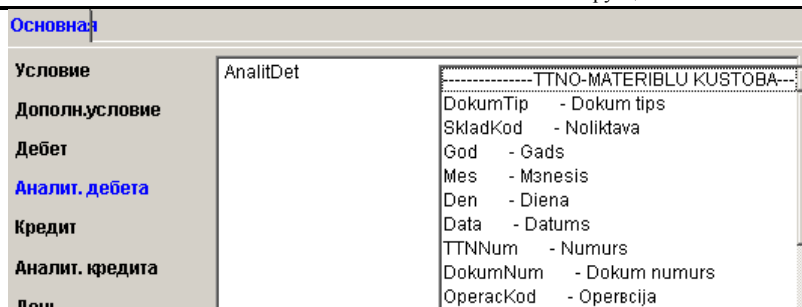 Основная
Условие
AnalitDet
Дополн.условие
Дебет
Аналит. дебета
Кредит
Аналит. кредита
--------------TTNO-MATERIBLU KUSTOBA---
DokumTip - Dokum tips
SkladKod - Noliktava
God - Gads
Mes - Mзnesis
Den - Diena
Data - Datums
TTNNum - Numurs
DokumNum - Dokum numurs
OperacKod - Operвcija